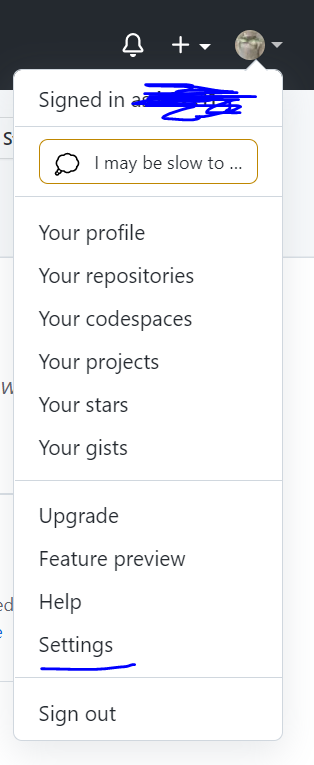 Signed in
S
I may be slow to ...
Your profile
Your repositories
Your codespaces
Your projects
w
Your stars
Your gists
Upgrade
Feature preview
ed
Help
e
Settings
Sign out